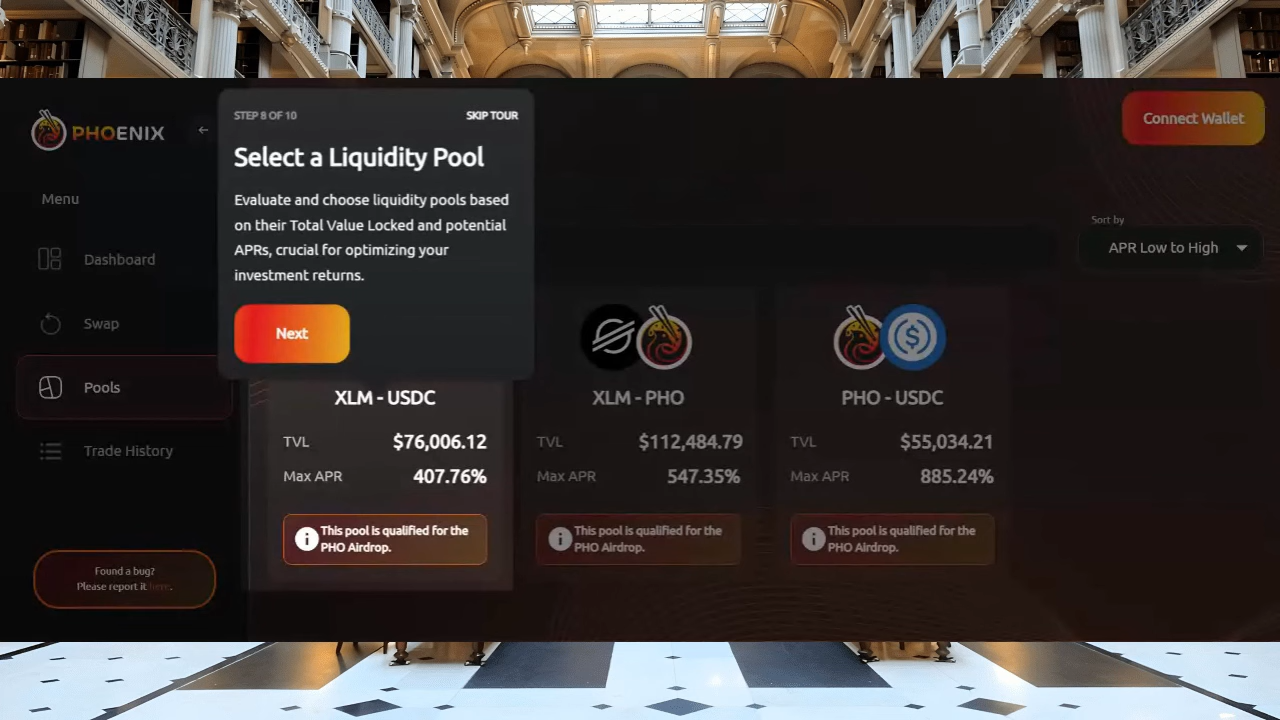 PHOENIX
Menu
Dashboard
Swap
Pools
Trade History
Found a bug?
Please report it here.
STEP 8 OF 10
SKIP TOUR
Select a Liquidity Pool
Evaluate and choose liquidity pools based
on their Total Value Locked and potential
APRs, crucial for optimizing your
investment returns.
Next
Connect Wallet
Sort by
APR Low to High
XLM - USDC
TVL $76,006.12
Max APR 407.76%
This pool is qualified for the
PHO Airdrop.
XLM - PHO
TVL $112,484.79
Max APR 547.35%
This pool is qualified for the
PHO Airdrop.
PHO - USDC
TVL $55,034.21
Max APR 885.24%
This pool is qualified for the
PHO Airdrop.